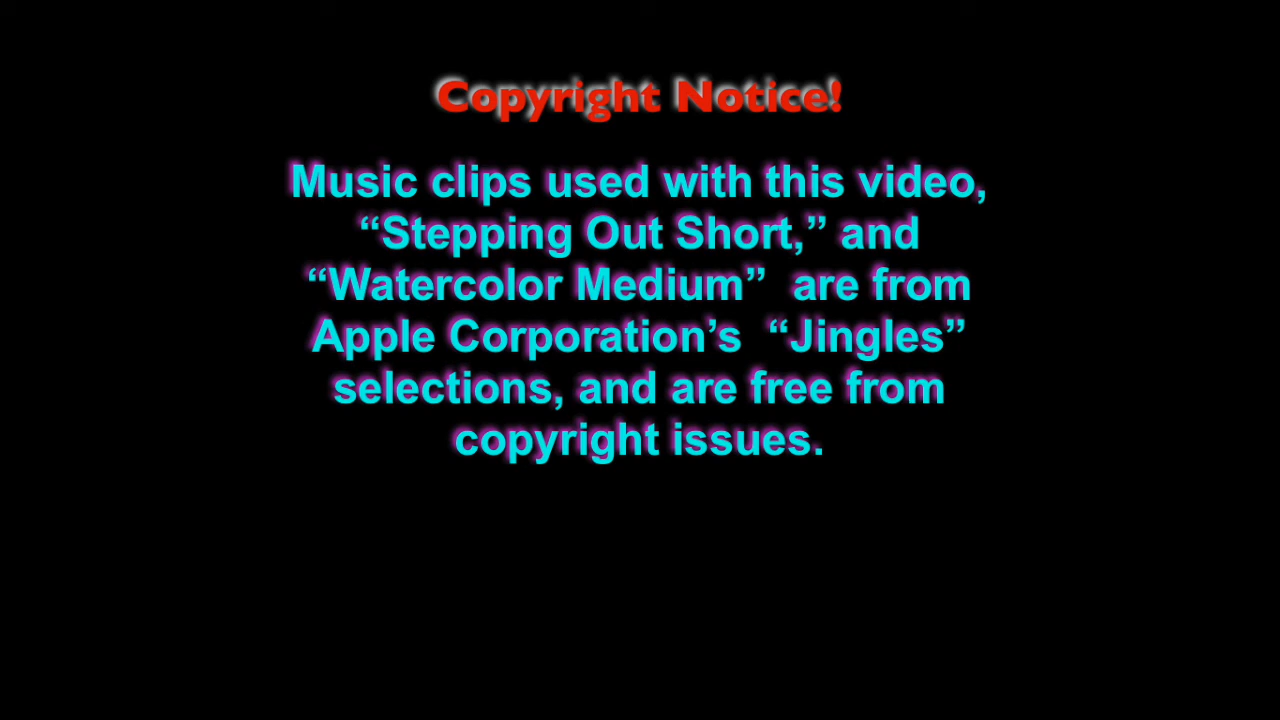 Copyright Notice!
Music clips used with this video,
“Stepping Out Short,” and
“Watercolor Medium”  are from
Apple Corporation’s  “Jingles”
selections, and are free from
copyright issues.